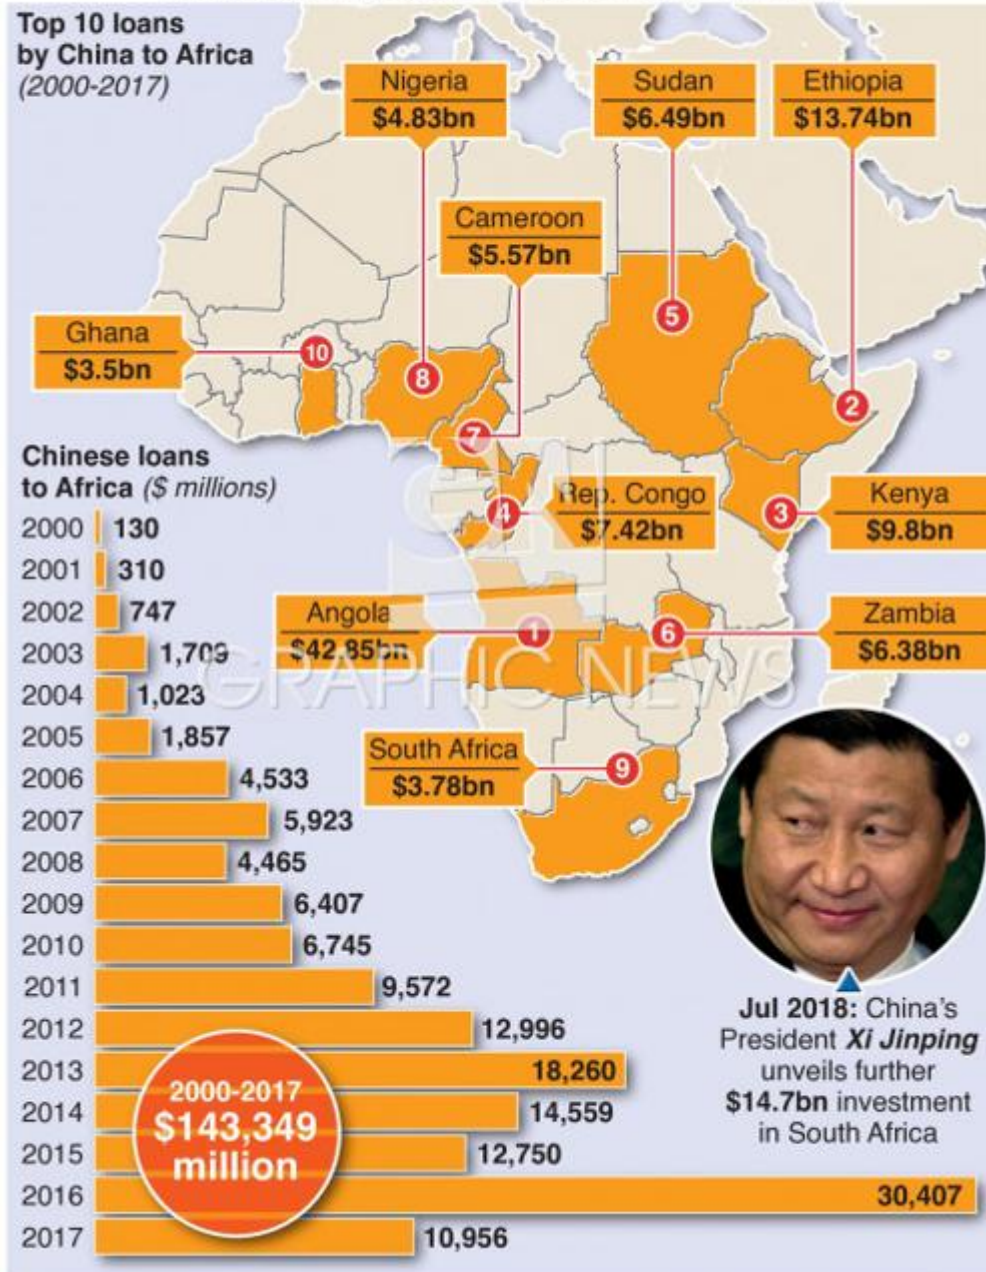 Top 10 loans
by China to Africa
(2000-2017)
Nigeria
$4.83bn
Sudan
$6.49bn
Ethiopia
$13.74bn
Cameroon
$5.57bn
5
Ghana
$3.5bn
10
8
2
7
Chinese loans
to Africa ($ millions)
4
Rep. Congo
$7.42bn
3
Kenya
$9.8bn
Angola
$42.85bn
1
6
Zambia
$6.38bn
GRAPHIC NEWS
South Africa
$3.78bn
9
2000 130
2001 310
2002 747
2003 1,709
2004 1,023
2005 1,857
2006 4,533
2007 5,923
2008 4,465
2009 6,407
2010 6,745
2011 9,572
2012 12,996
2013 18,260
2014 14,559
2015 12,750
2016 30,407
2017 10,956
2000-2017
$143,349
million
Jul 2018: China's
President Xi Jinping
unveils further
$14.7bn investment
in South Africa